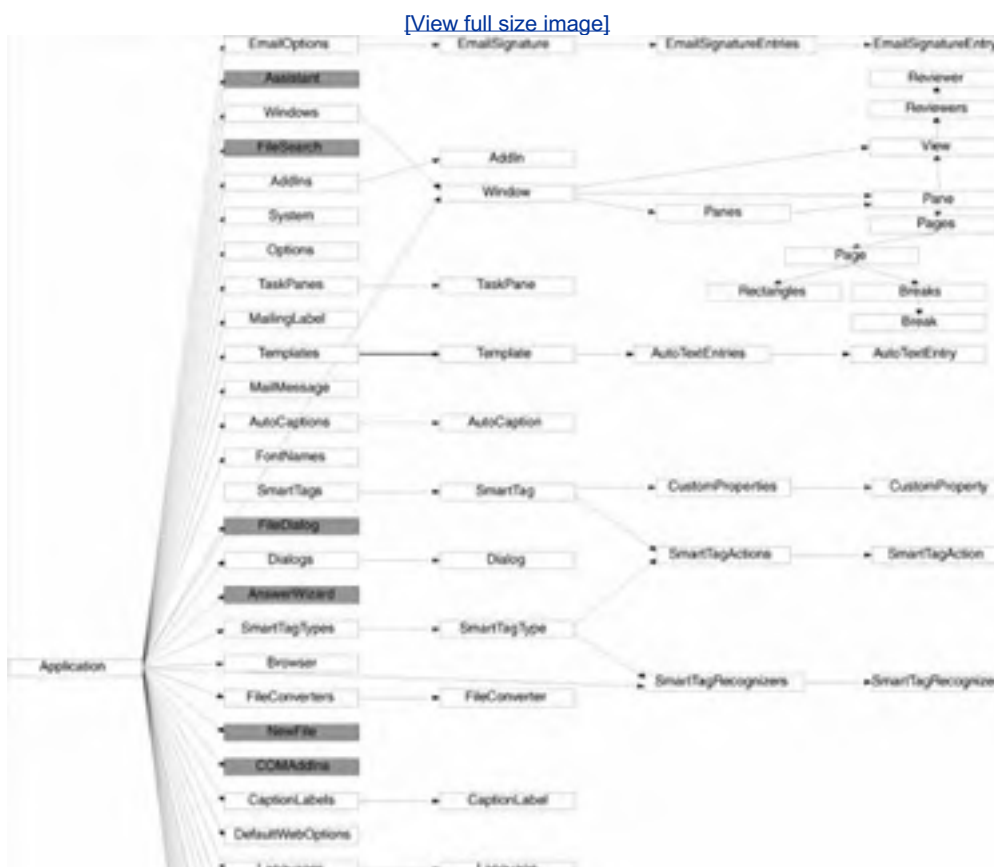 [View full size image]
EmailOptions EmailSignature EmailSignatureEntries EmailSignatureEntry
Assistant Reviewer
Windows Reviewers
FileSearch View
AddIns AddIn
Window Pane
System Panes Pages
Options Page
TaskPanes TaskPane Rectangles Breaks
MailingLabel Break
Templates Template AutoTextEntries AutoTextEntry
MailMessage
AutoCaptions AutoCaption
FontNames
SmartTags SmartTag CustomProperties CustomProperty
FileDialog
Dialogs Dialog SmartTagActions SmartTagAction
AnswerWizard
SmartTagTypes SmartTagType
Application Browser
SmartTagRecognizers SmartTagRecognize
FileConverters FileConverter
NewFile
COMAddIns
CaptionLabels CaptionLabel
DefaultWebOptions